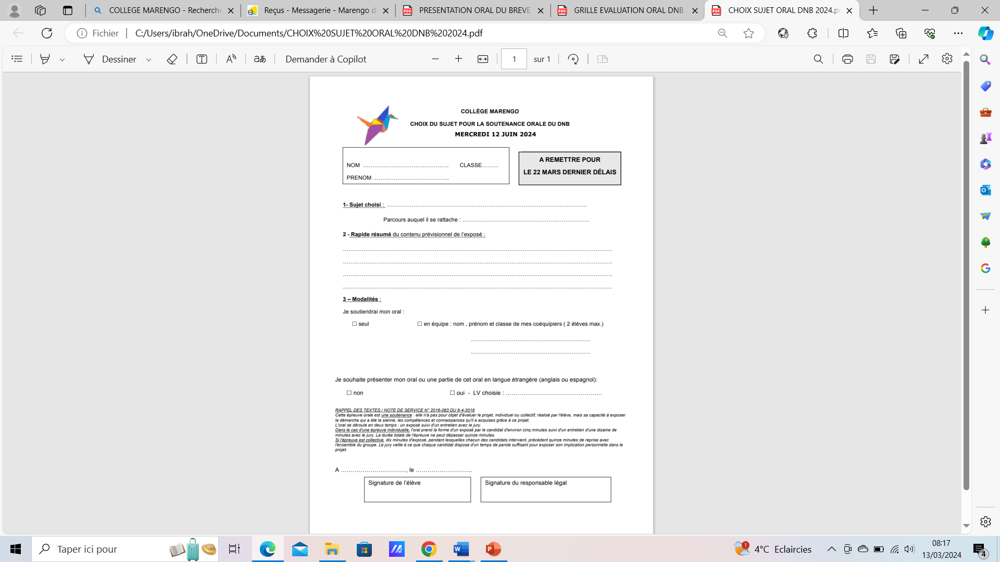 COLLEGE MARENGO - Recherche
Reçus - Messagerie - Marengo d
PRESENTATION ORAL DU BREVE
GRILLE EVALUATION ORAL DNB
CHOIX SUJET ORAL DNB 2024.p
Fichier
C:/Users/ibrah/OneDrive/Documents/CHOIX%20SUJET%20ORAL%20DNB%202024.pdf
Dessiner
Demander à Copilot
1 sur 1
COLLÈGE MARENGO
CHOIX DU SUJET POUR LA SOUTENANCE ORALE DU DNB
MERCREDI 12 JUIN 2024
NOM ………………………………………… CLASSE………
PRENOM …………………………………..
A REMETTRE POUR
LE 22 MARS DERNIER DÉLAIS
1- Sujet choisi : ………………………………………………………………………………………………
Parcours auquel il se rattache : …………………………………………………………..
2 - Rapide résumé du contenu prévisionnel de l'exposé :
………………………………………………………………………………………………………………………………
………………………………………………………………………………………………………………………………
………………………………………………………………………………………………………………………………
………………………………………………………………………………………………………………………………
3 – Modalités :
Je soutiendrai mon oral :
☐ seul ☐ en équipe : nom , prénom et classe de mes coéquipiers ( 2 élèves max.)
……………………………………………………….
……………………………………………………….
Je souhaite présenter mon oral ou une partie de cet oral en langue étrangère (anglais ou espagnol):
☐ non ☐ oui - LV choisie : ………………………………………….
RAPPEL DES TEXTES / NOTE DE SERVICE N° 2016-063 DU 6-4-2016
Cette épreuve orale est une soutenance : elle n'a pas pour objet d'évaluer le projet, individuel ou collectif, réalisé par l'élève, mais sa capacité à exposer
la démarche qui a été la sienne, les compétences et connaissances qu'il a acquises grâce à ce projet.
L'oral se déroule en deux temps : un exposé suivi d'un entretien avec le jury.
Dans le cas d'une épreuve individuelle, l'oral prend la forme d'un exposé par le candidat d'environ cinq minutes suivi d'un entretien d'une dizaine de
minutes avec le jury. La durée totale de l'épreuve ne peut dépasser quinze minutes.
Si l'épreuve est collective, dix minutes d'exposé, pendant lesquelles chacun des candidats intervient, précèdent quinze minutes de reprise avec
l'ensemble du groupe. Le jury veille à ce que chaque candidat dispose d'un temps de parole suffisant pour exposer son implication personnelle dans le
projet.
A ……………………………, le ………………………..
Signature de l'élève
Signature du responsable légal
Taper ici pour
1
4°C Eclaircies
08:17
13/03/2024
4